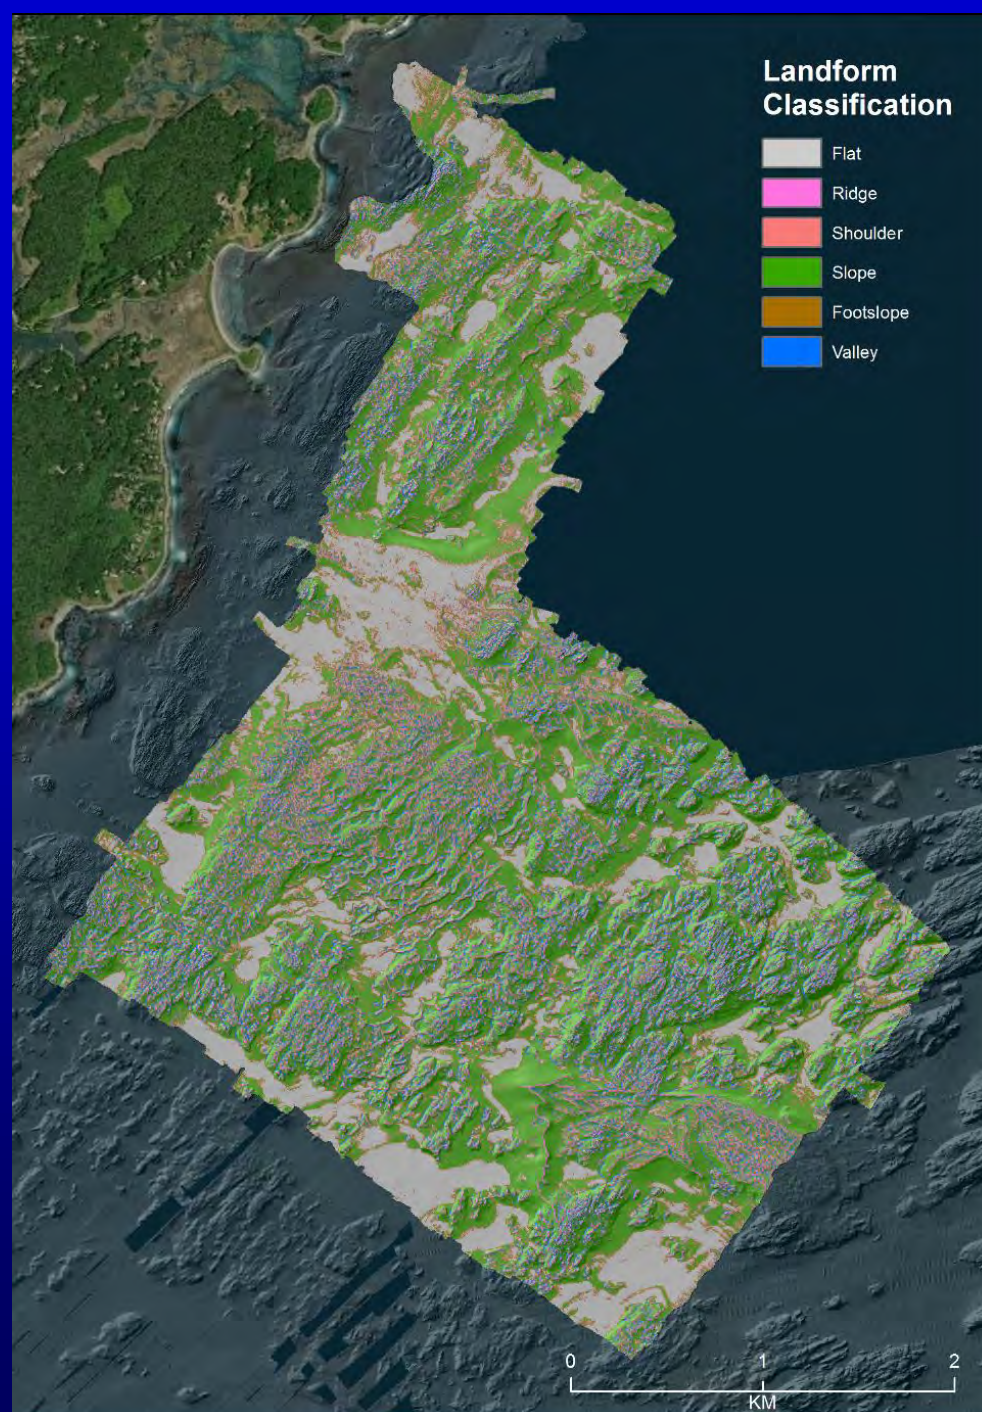 Landform
Classification
Flat
Ridge
Shoulder
Slope
Footslope
Valley
0 1 2
KM